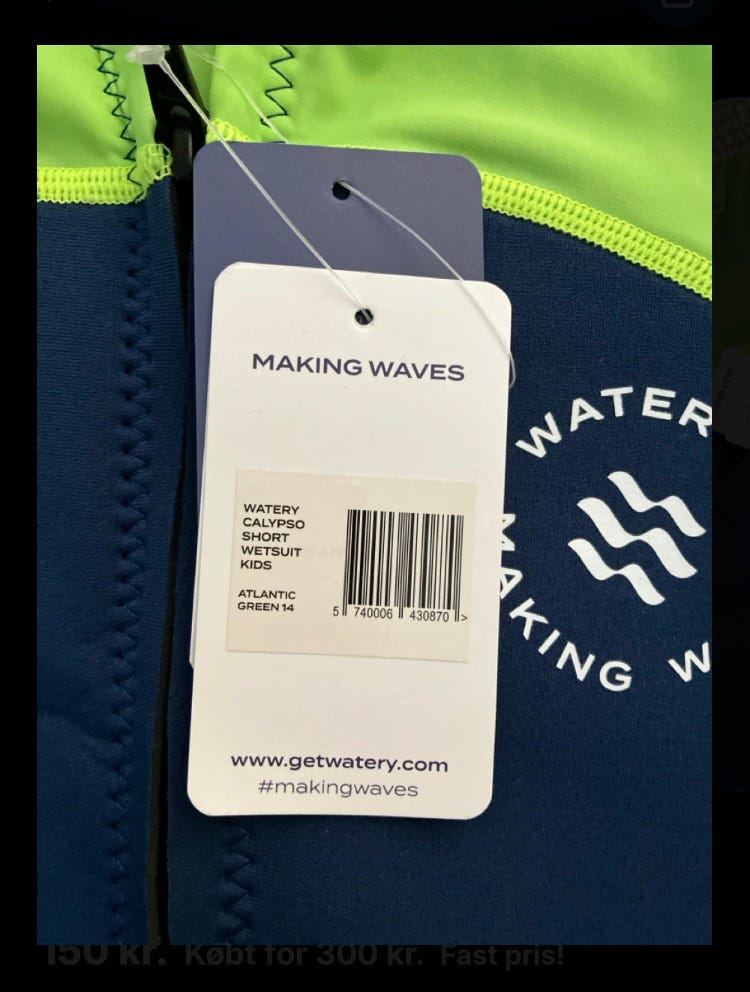 MAKING WAVES
WATERY
CALYPSO
SHORT
WETSUIT
KIDS
ATLANTIC
GREEN 14
5 740006 430870 >
www.getwatery.com
#makingwaves
WATERY
MAKING W
150 kr. Købt for 300 kr. Fast pris!